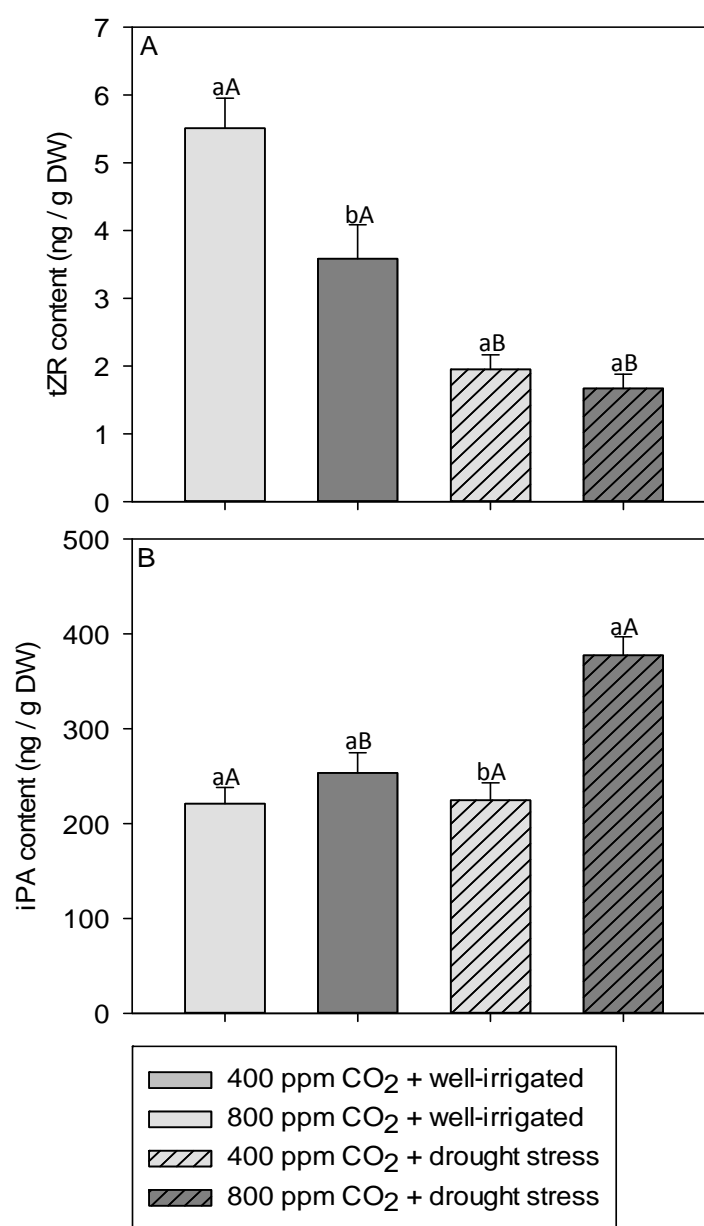 A
tZR content (ng / g DW)
7
6
5
4
3
2
1
0
aA
bA
aB
aB
B
iPA content (ng / g DW)
500
400
300
200
100
0
aA
aB
bA
aA
400 ppm CO2 + well-irrigated
800 ppm CO2 + well-irrigated
400 ppm CO2 + drought stress
800 ppm CO2 + drought stress